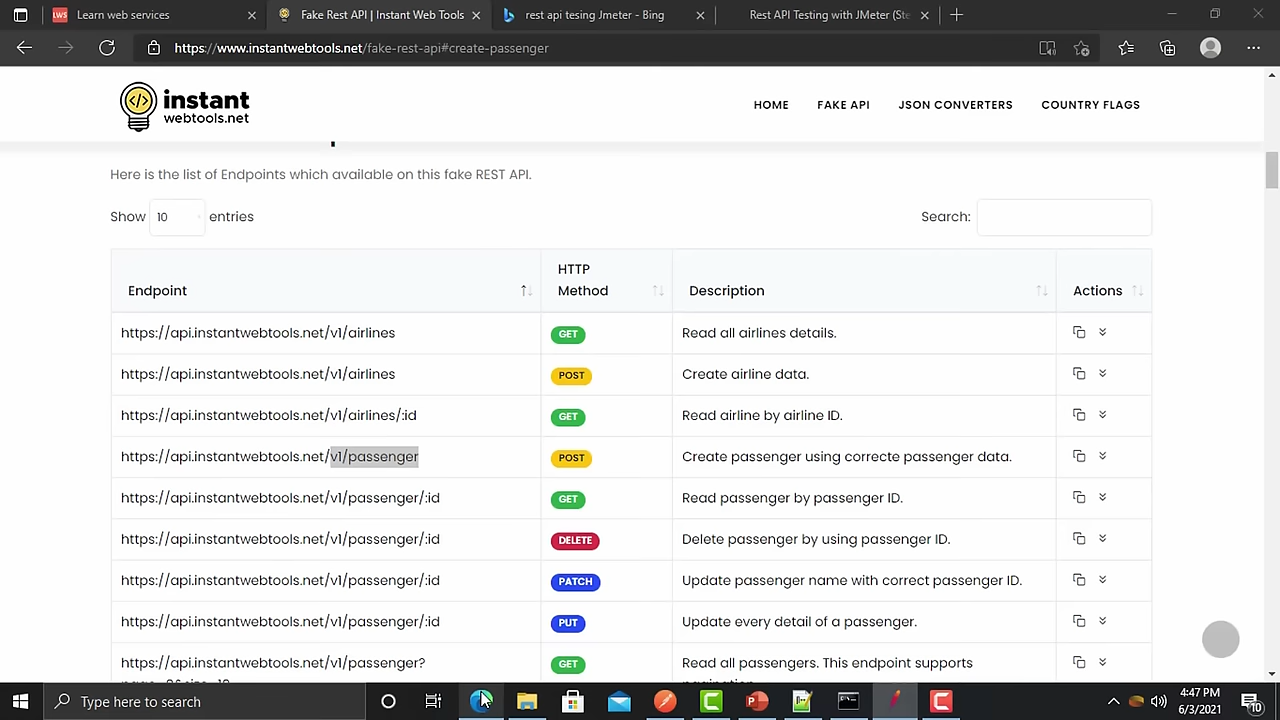 Learn web services
Fake Rest API | Instant Web Tools
rest api tesing Jmeter - Bing
Rest API Testing with JMeter (Ste
https://www.instantwebtools.net/fake-rest-api#create-passenger
instant
webtools.net
HOME
FAKE API
JSON CONVERTERS
COUNTRY FLAGS
Here is the list of Endpoints which available on this fake REST API.
Show 10 entries
Search:
Endpoint
HTTP
Method
Description
Actions
https://api.instantwebtools.net/v1/airlines GET Read all airlines details.
https://api.instantwebtools.net/v1/airlines POST Create airline data.
https://api.instantwebtools.net/v1/airlines/:id GET Read airline by airline ID.
https://api.instantwebtools.net/v1/passenger POST Create passenger using correcte passenger data.
https://api.instantwebtools.net/v1/passenger/:id GET Read passenger by passenger ID.
https://api.instantwebtools.net/v1/passenger/:id DELETE Delete passenger by using passenger ID.
https://api.instantwebtools.net/v1/passenger/:id PATCH Update passenger name with correct passenger ID.
https://api.instantwebtools.net/v1/passenger/:id PUT Update every detail of a passenger.
https://api.instantwebtools.net/v1/passenger? GET Read all passengers. This endpoint supports
Type here to search
4:47 PM
6/3/2021
10